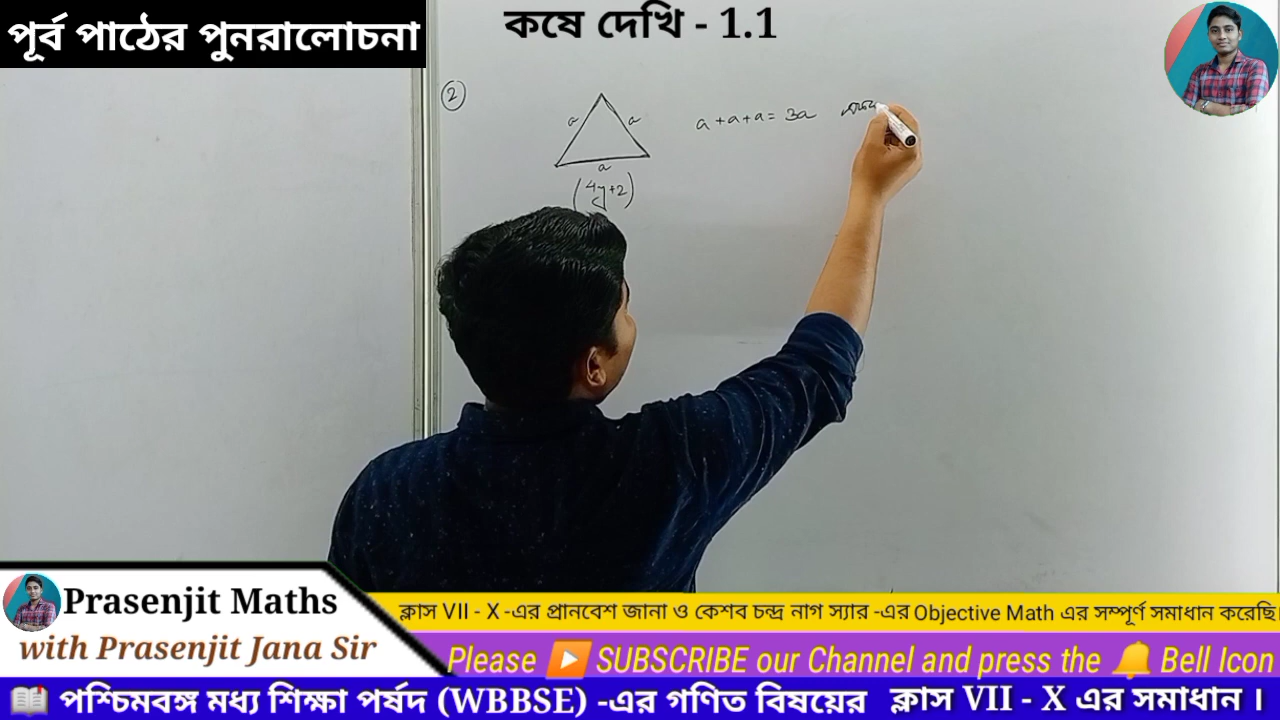 পূর্ব পাঠের পুনরালোচনা
কষে দেখি - 1.1
2
a
a
a
(4y+2)
a+a+a= 3a
Prasenjit Maths
with Prasenjit Jana Sir
ক্লাস VII - X -এর প্রানবেশ জানা ও কেশব চন্দ্র নাগ স্যার -এর Objective Math এর সম্পূর্ণ সমাধান করেছি
Please SUBSCRIBE our Channel and press the Bell Icon
পশ্চিমবঙ্গ মধ্য শিক্ষা পর্ষদ (WBBSE) -এর গণিত বিষয়ের ক্লাস VII - X এর সমাধান ।